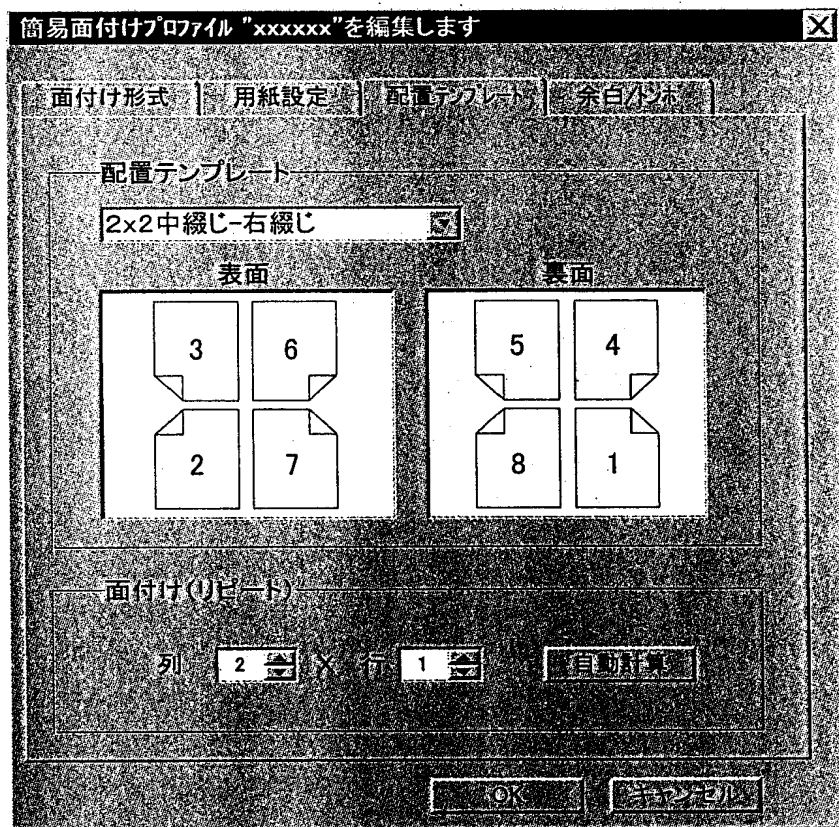 簡易面付けプロファイル "xxxxxx"を編集します
面付け形式 用紙設定 配置テンプレート 余白/トンボ
配置テンプレート
2x2中綴じ-右綴じ
表面 裏面
3 6 5 4
2 7 8 1
面付け(リピート)
列 2 X 行 1 自動計算
OK キャンセル